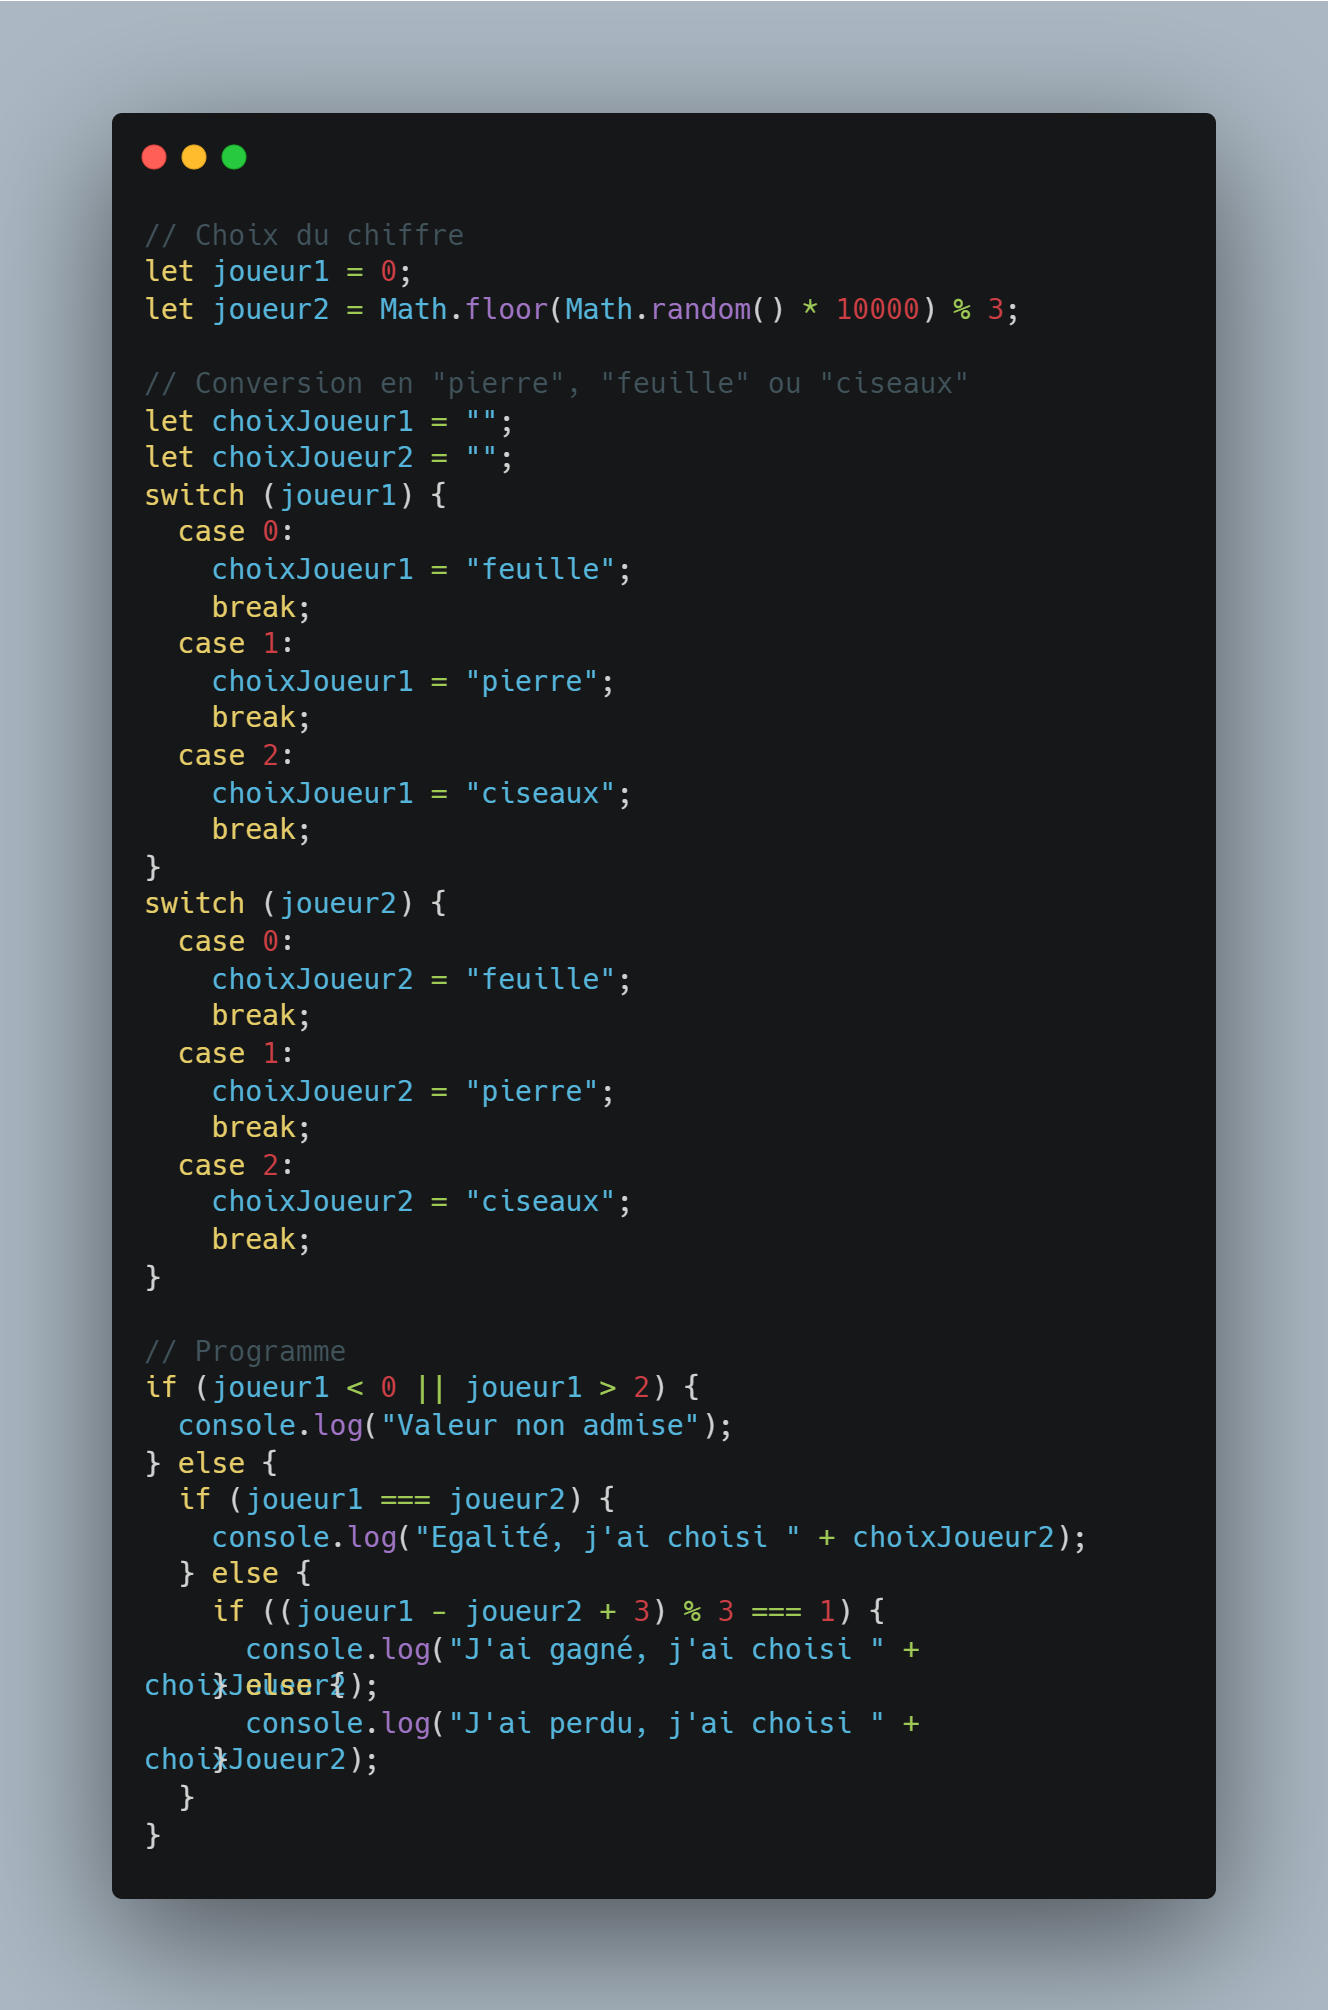 // Choix du chiffre
let joueur1 = 0;
let joueur2 = Math.floor(Math.random() * 10000) % 3;

// Conversion en "pierre", "feuille" ou "ciseaux"
let choixJoueur1 = "";
let choixJoueur2 = "";
switch (joueur1) {
  case 0:
    choixJoueur1 = "feuille";
    break;
  case 1:
    choixJoueur1 = "pierre";
    break;
  case 2:
    choixJoueur1 = "ciseaux";
    break;
}
switch (joueur2) {
  case 0:
    choixJoueur2 = "feuille";
    break;
  case 1:
    choixJoueur2 = "pierre";
    break;
  case 2:
    choixJoueur2 = "ciseaux";
    break;
}

// Programme
if (joueur1 < 0 || joueur1 > 2) {
  console.log("Valeur non admise");
} else {
  if (joueur1 === joueur2) {
    console.log("Egalité, j'ai choisi " + choixJoueur2);
  } else {
    if ((joueur1 - joueur2 + 3) % 3 === 1) {
      console.log("J'ai gagné, j'ai choisi " +
choixJoueur2);
    } else {
      console.log("J'ai perdu, j'ai choisi " +
choixJoueur2);
    }
  }
}